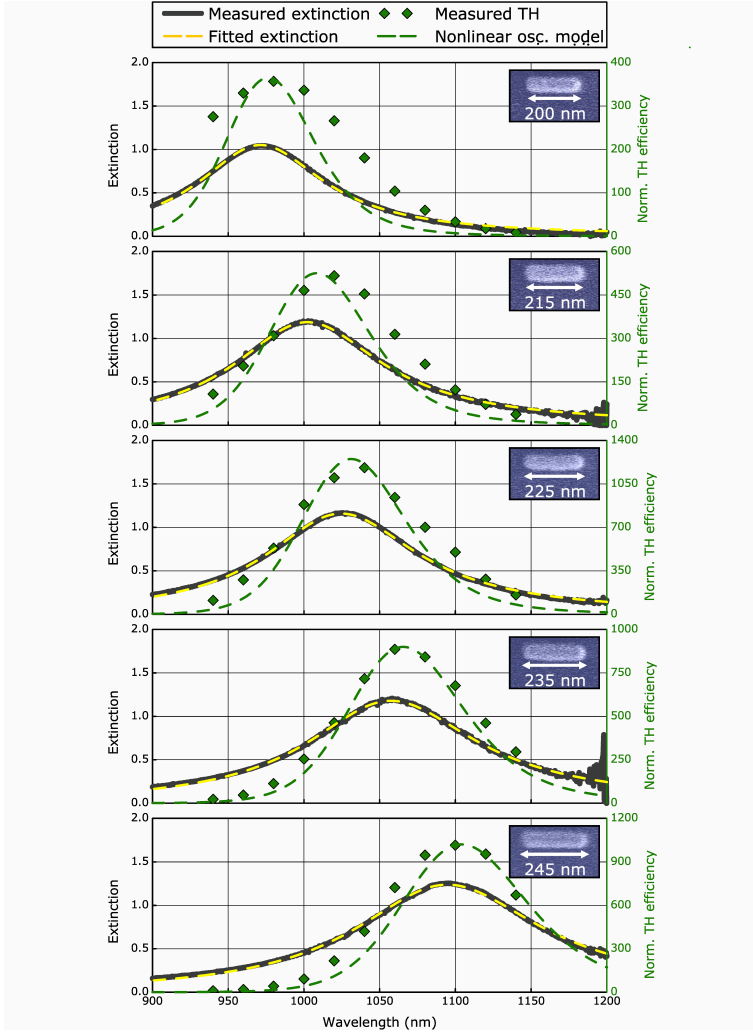 Measured extinction Measured TH
Fitted extinction Nonlinear osc. model
2.0 400
1.5 300
1.0 200
0.5 100
0.0 0
Extinction
Norm. TH efficiency
200 nm
2.0 600
1.5 450
1.0 300
0.5 150
0.0 0
Extinction
Norm. TH efficiency
215 nm
2.0 1400
1.5 1050
1.0 700
0.5 350
0.0 0
Extinction
Norm. TH efficiency
225 nm
2.0 1000
1.5 750
1.0 500
0.5 250
0.0 0
Extinction
Norm. TH efficiency
235 nm
2.0 1200
1.5 900
1.0 600
0.5 300
0.0 0
Extinction
Norm. TH efficiency
245 nm
900 950 1000 1050 1100 1150 1200
Wavelength (nm)